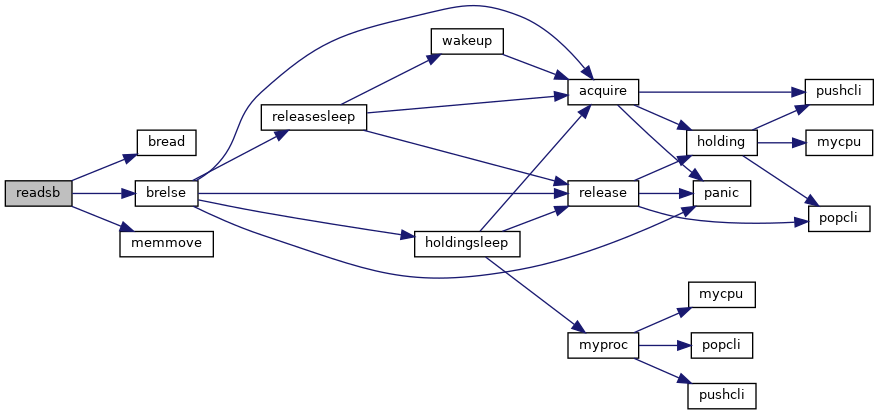 wakeup
acquire
pushcli
releasesleep
bread
holding
mycpu
readsb
brelse
release
panic
popcli
memmove
holdingsleep
mycpu
myproc
popcli
pushcli